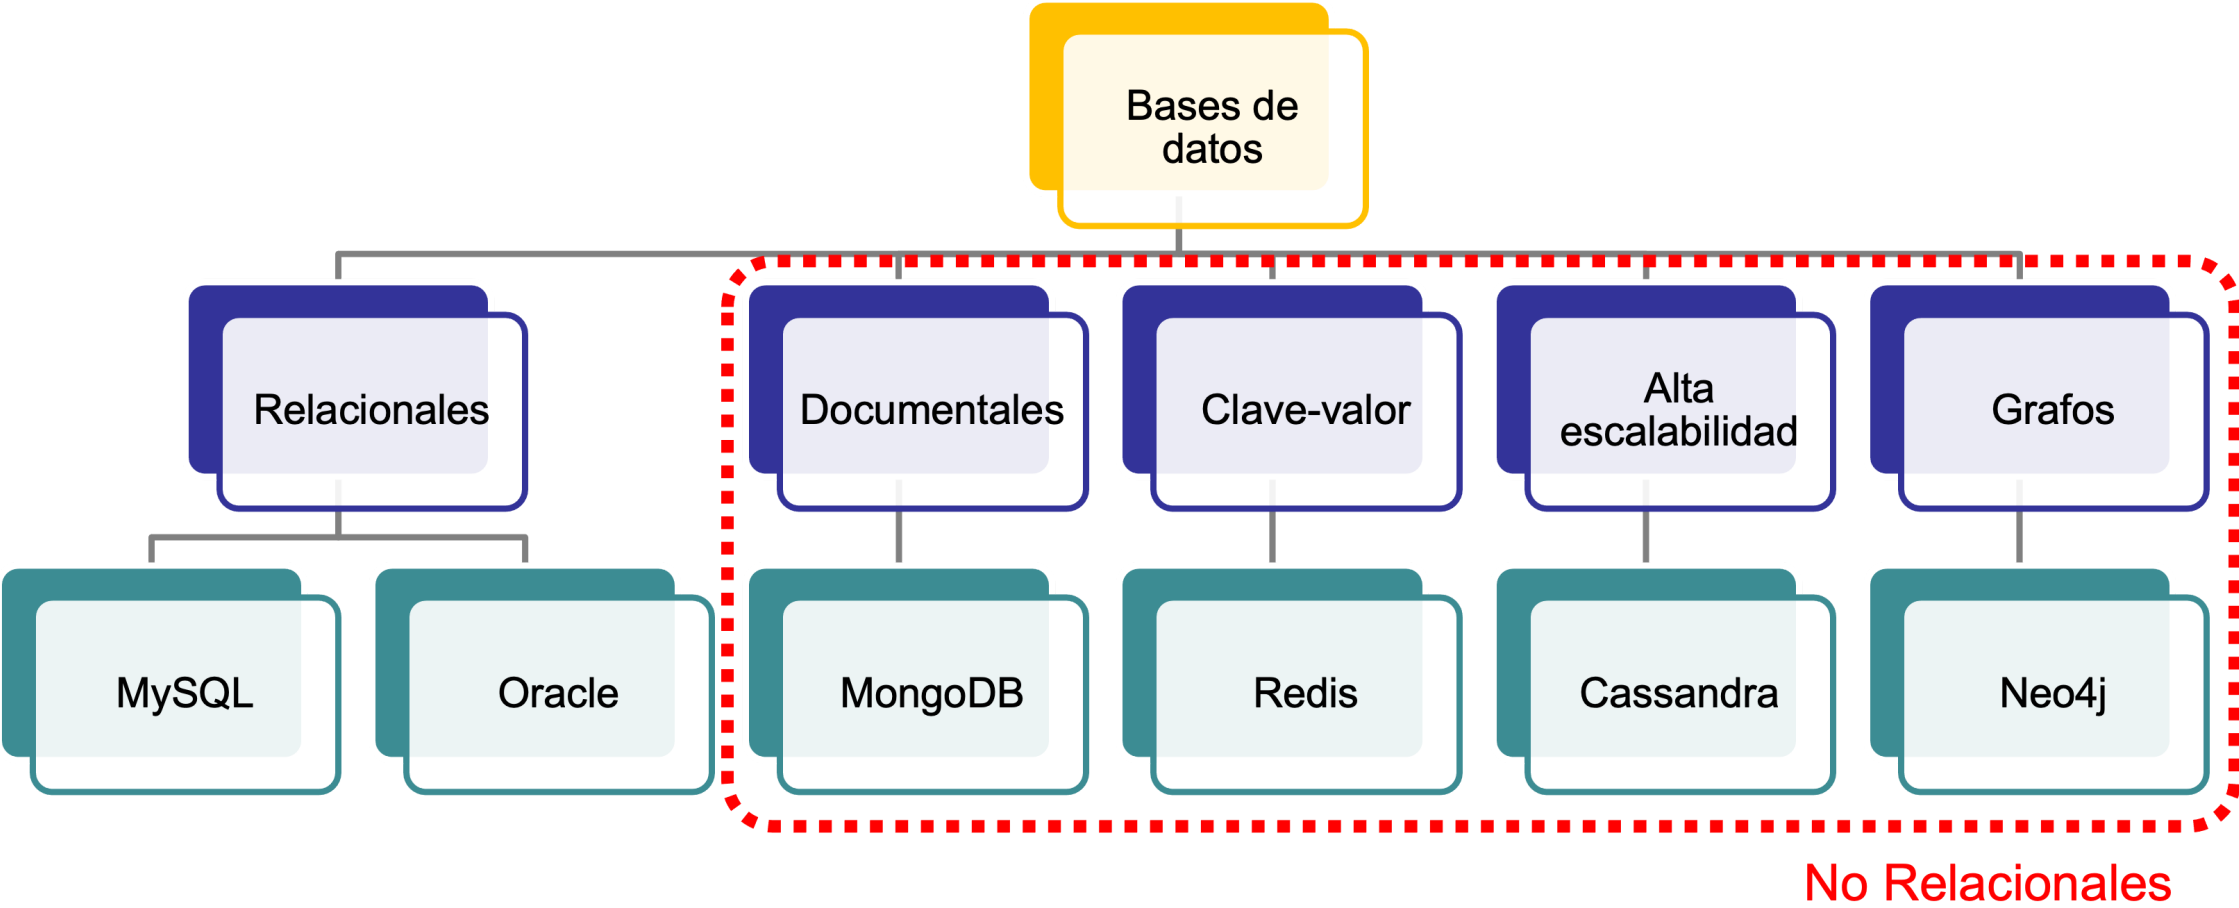 Bases de
datos
Relacionales
Documentales
Clave-valor
Alta
escalabilidad
Grafos
MySQL
Oracle
MongoDB
Redis
Cassandra
Neo4j
No Relacionales